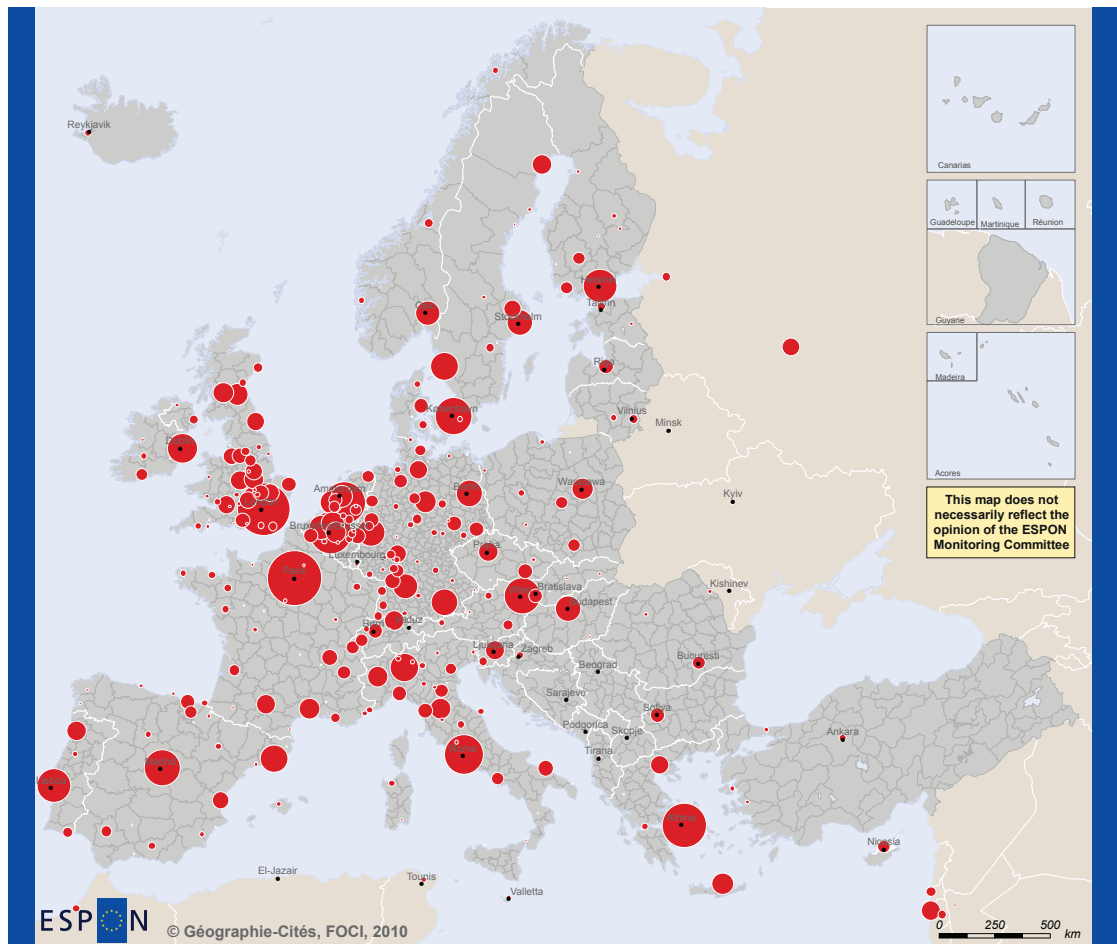 Reykjavik
Canarias
Guadeloupe
Martinique
Réunion
Guyane
Madeira
Acores
This map does not
necessarily reflect the
opinion of the ESPON
Monitoring Committee
Helsinki
Tallinn
Oslo
Stockholm
Riga
København
Vilnius
Minsk
Dublin
Amsterdam
Berlin
Warszawa
Kyiv
London
Luxembourg
Praha
Paris
Wien
Bratislava
Budapest
Kishinev
Bern
Vaduz
Ljubljana
Zagreb
Bucuresti
Beograd
Sarajevo
Sofiya
Podgorica
Skopje
Tirana
Ankara
Roma
Madrid
Lisboa
Athina
Nicosia
El-Jazair
Tounis
Valletta
ESPON
© Géographie-Cités, FOCI, 2010
0 250 500
km